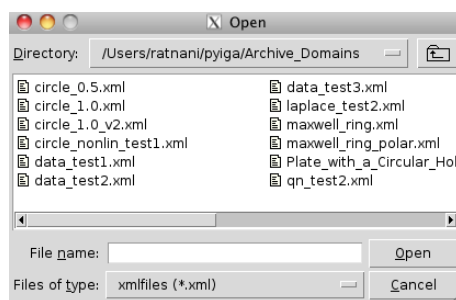 Open
Directory: /Users/ratnani/pyiga/Archive_Domains
circle_0.5.xml
circle_1.0.xml
circle_1.0_v2.xml
circle_nonlin_test1.xml
data_test1.xml
data_test2.xml
data_test3.xml
laplace_test2.xml
maxwell_ring.xml
maxwell_ring_polar.xml
Plate_with_a_Circular_Hol
qn_test2.xml
File name:
Open
Files of type: xmlfiles (*.xml)
Cancel